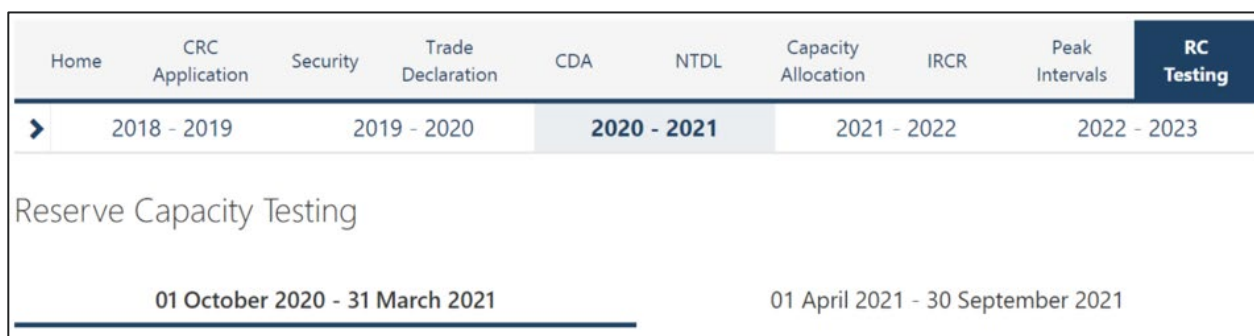 Home CRC Application Security Trade Declaration CDA NTDL Capacity Allocation IRCR Peak Intervals RC Testing
2018 - 2019 2019 - 2020 2020 - 2021 2021 - 2022 2022 - 2023
Reserve Capacity Testing
01 October 2020 - 31 March 2021 01 April 2021 - 30 September 2021